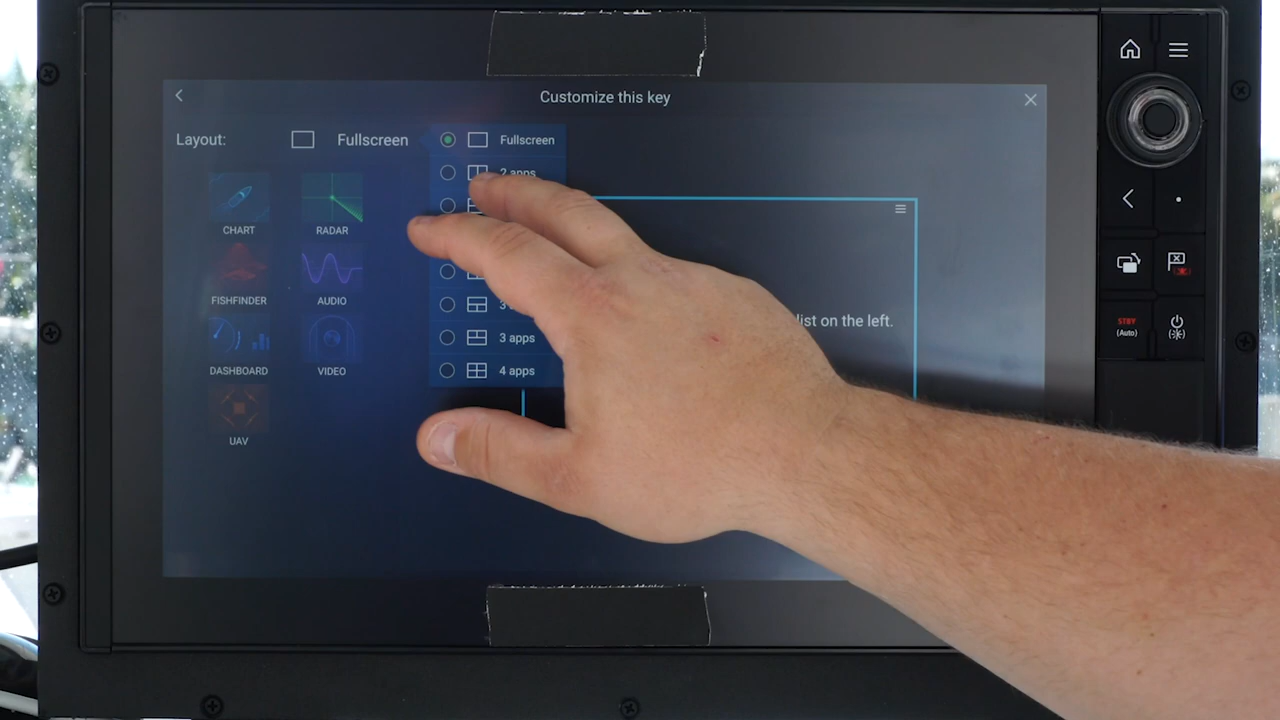 Customize this key
Layout: Fullscreen
Fullscreen
2 apps
CHART RADAR
FISHFINDER AUDIO
list on the left.
3 apps
DASHBOARD VIDEO
4 apps
UAV
STBY
(Auto)